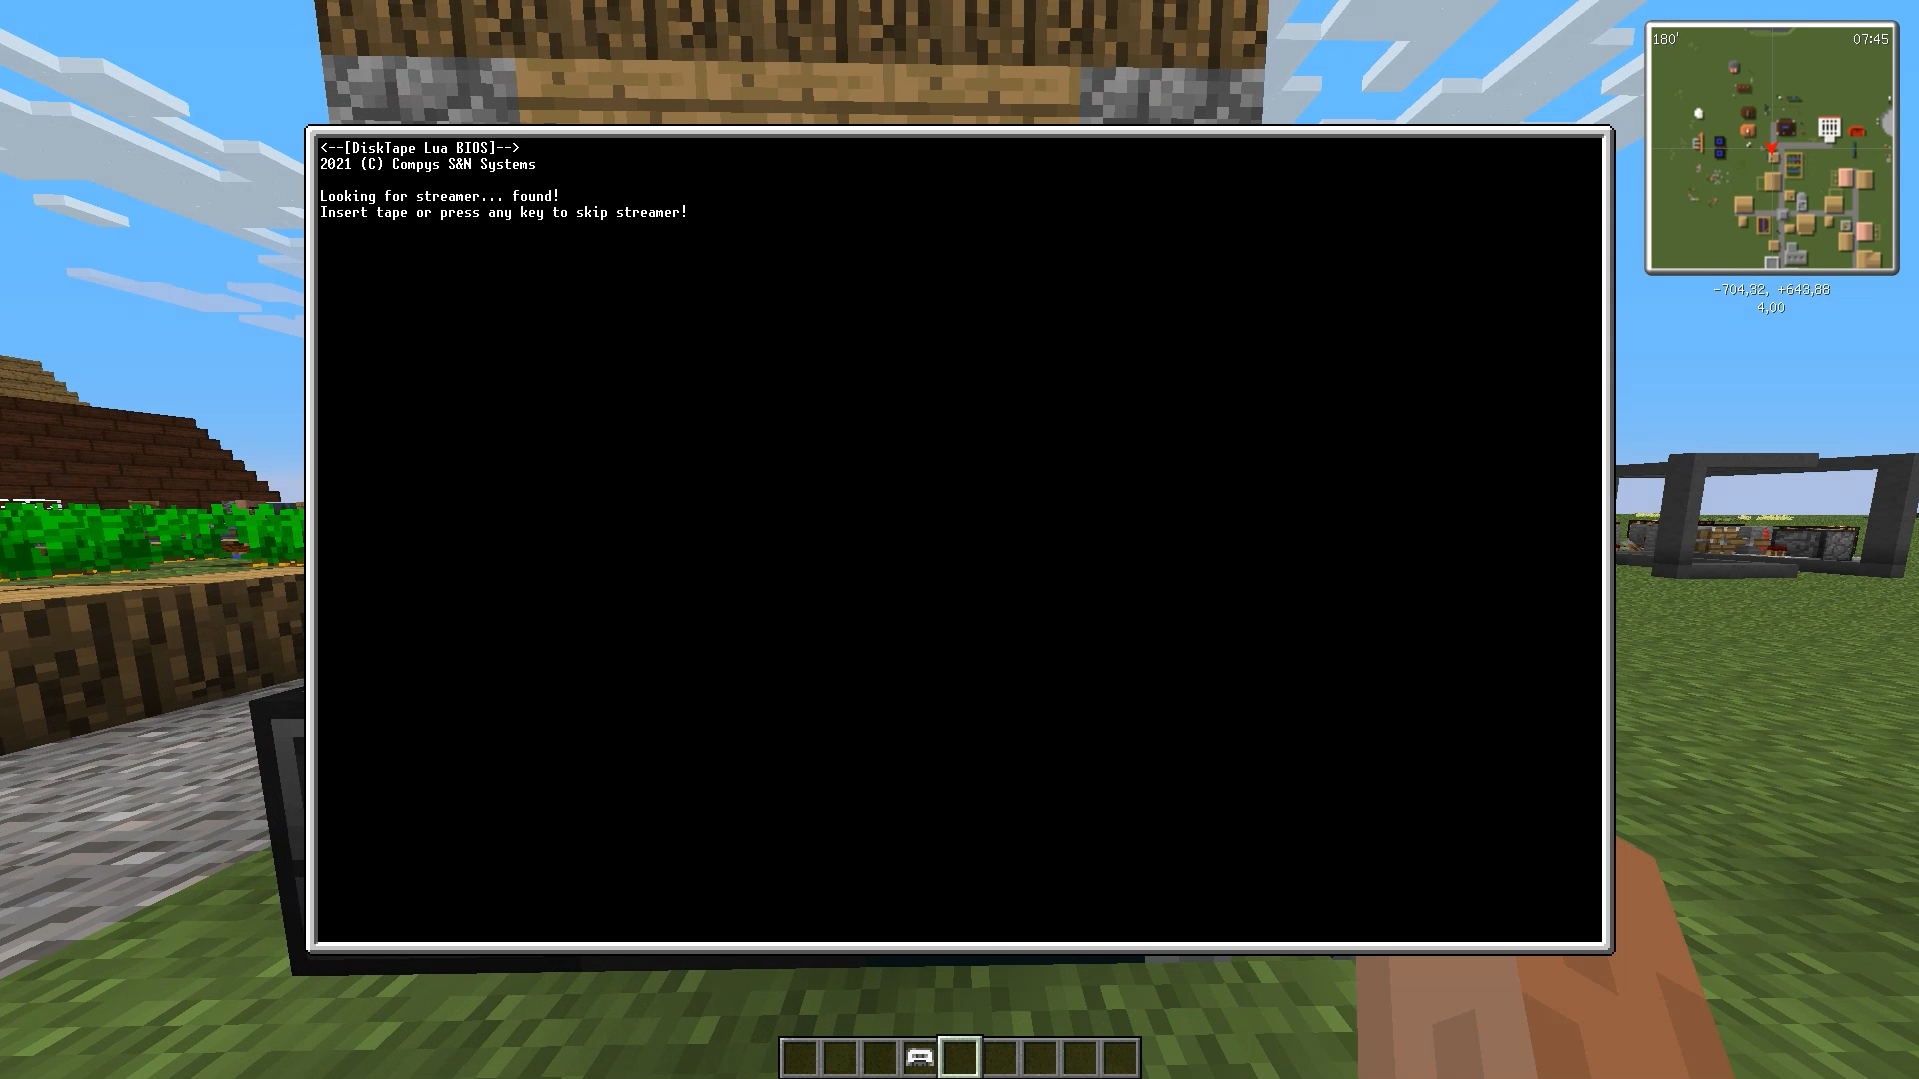 <--[DiskTape Lua BIOS]-->
2021 (C) Compys S&N Systems
Looking for streamer... found!
Insert tape or press any key to skip streamer!
180'
07:45
-704,32, +643,88
4,00